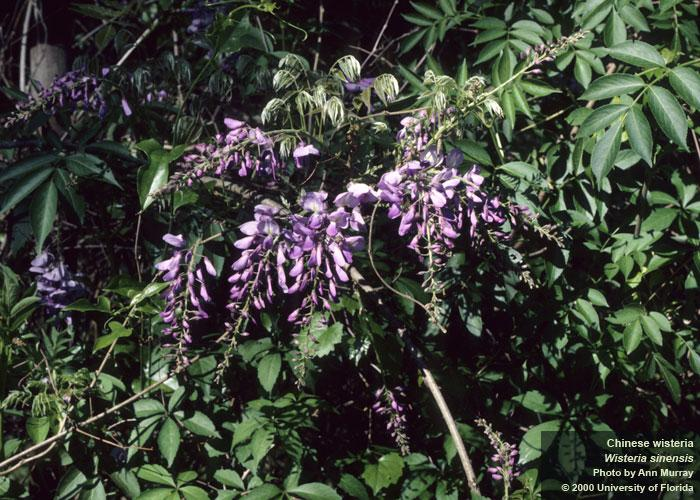 Chinese wisteria
Wisteria sinensis
Photo by Ann Murray
©2000 University of Florida